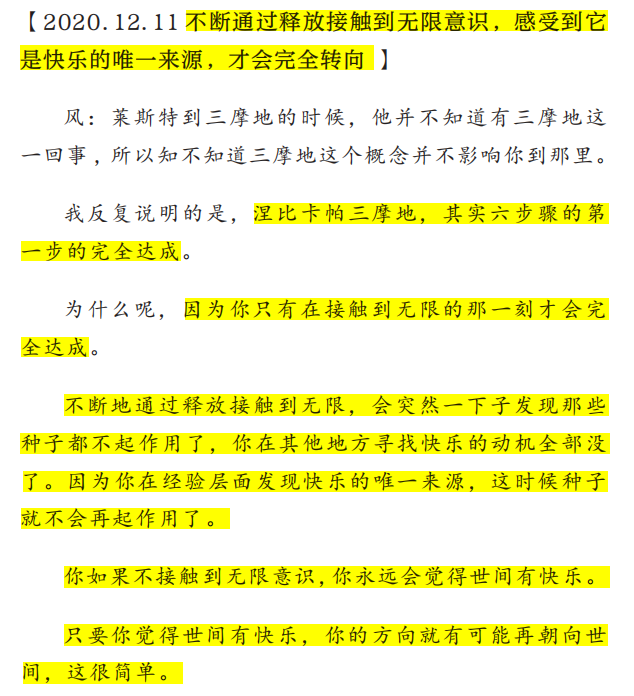 【2020.12.11 不断通过释放接触到无限意识，感受到它
是快乐的唯一来源，才会完全转向 】
风：莱斯特到三摩地的时候，他并不知道有三摩地这
一回事，所以知不知道三摩地这个概念并不影响你到那里。
我反复说明的是，涅比卡帕三摩地，其实六步骤的第
一步的完全达成。
为什么呢，因为你只有在接触到无限的那一刻才会完
全达成。
不断地通过释放接触到无限，会突然一下子发现那些
种子都不起作用了，你在其他地方寻找快乐的动机全部没
了。因为你在经验层面发现快乐的唯一来源，这时候种子
就不会再起作用了。
你如果不接触到无限意识，你永远会觉得世间有快乐。
只要你觉得世间有快乐，你的方向就有可能再朝向世
间，这很简单。